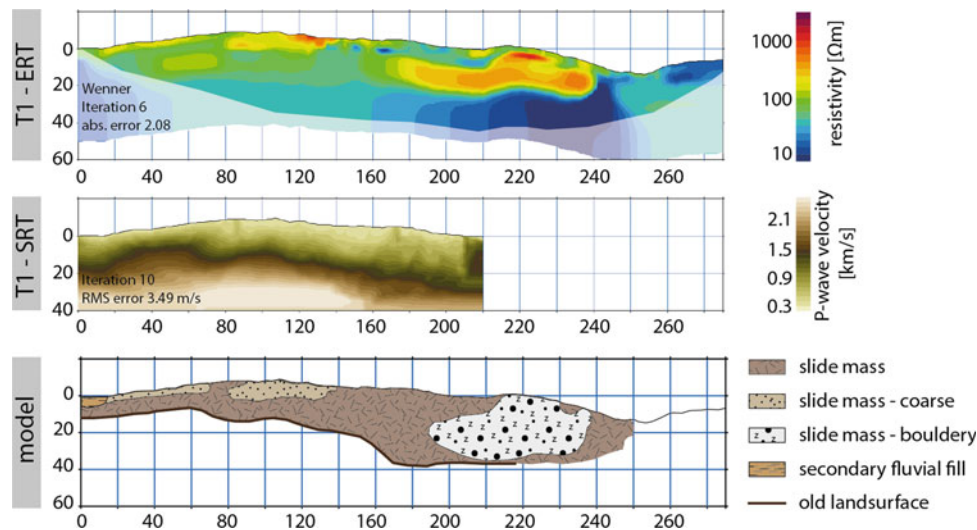 T1 - ERT
0
20
40
60
Wenner
Iteration 6
abs. error 2.08
0 40 80 120 160 200 220 240 260
1000
100
10
resistivity [Ωm]
T1 - SRT
0
20
40
Iteration 10
RMS error 3.49 m/s
0 40 80 120 160 200 220 240 260
2.1
1.5
0.9
0.3
P-wave velocity
[km/s]
model
0
20
40
60
z z z z z z z z z z z
0 40 80 120 160 200 220 240 260
slide mass
slide mass - coarse
z z z z
slide mass - bouldery
secondary fluvial fill
old landsurface